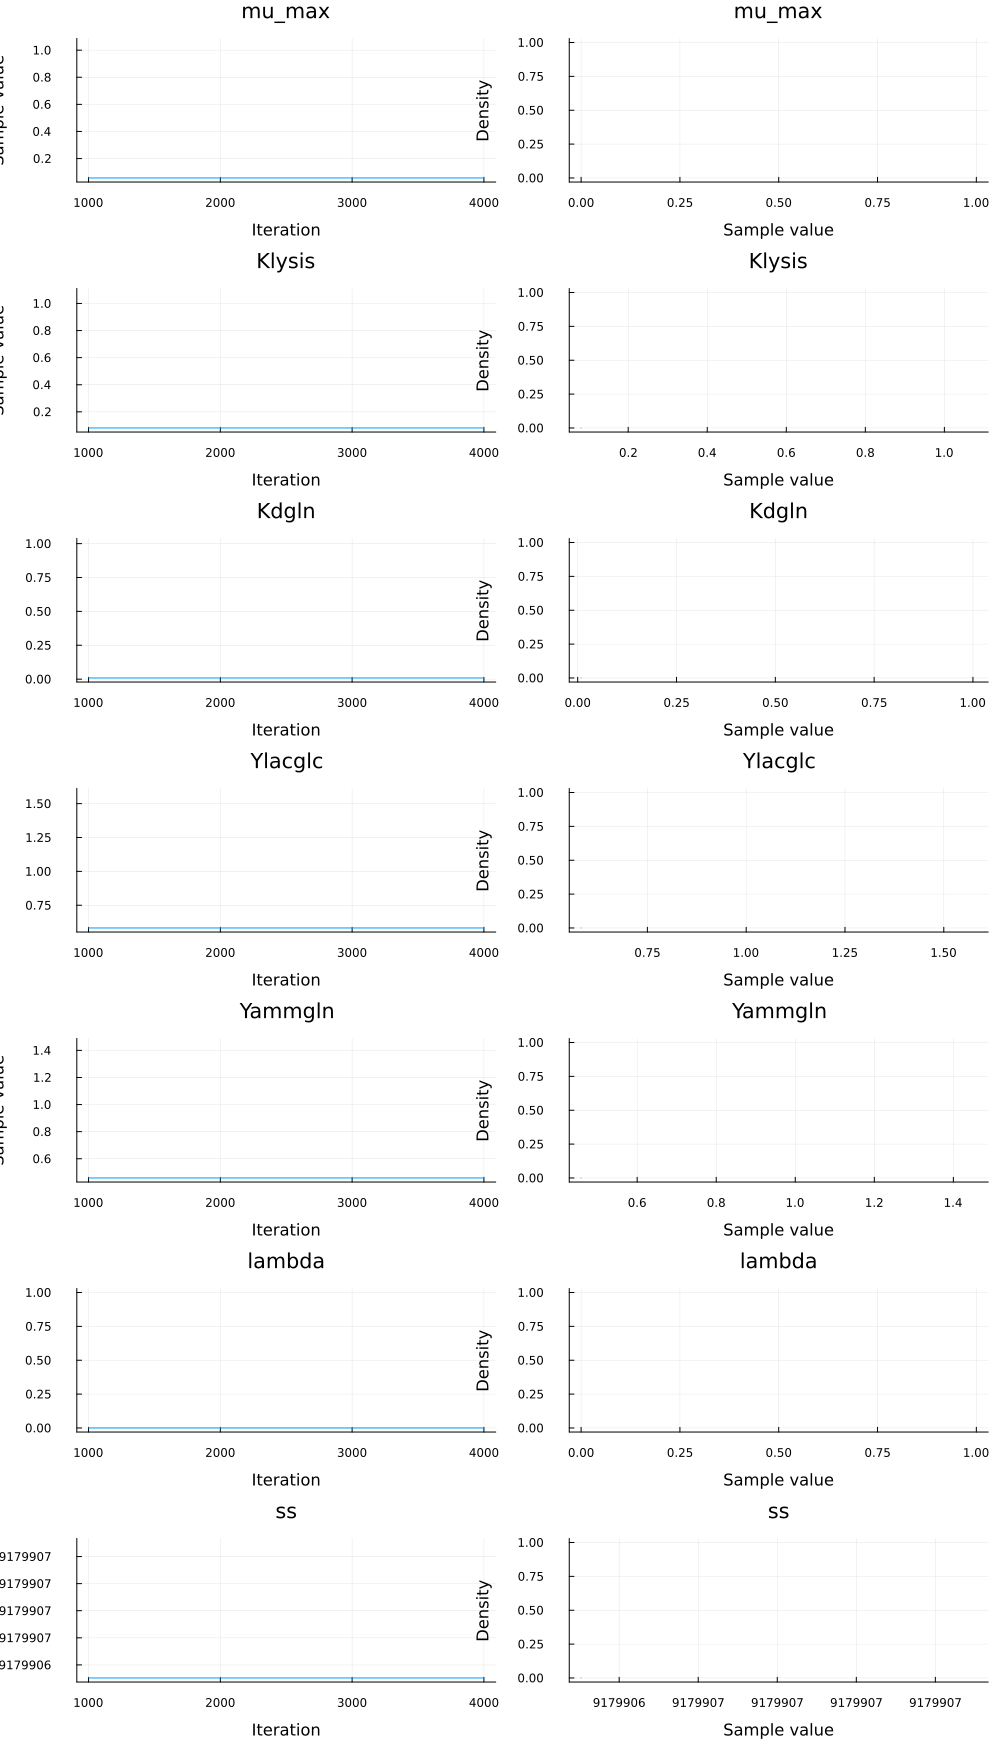 mu_max mu_max
1.0 1.00
0.8 0.75
0.6 0.50
0.4 0.25
0.2 0.00
Sample value Density
1000 2000 3000 4000 0.00 0.25 0.50 0.75 1.00
Iteration Sample value
Klysis Klysis
1.0 1.00
0.8 0.75
0.6 0.50
0.4 0.25
0.2 0.00
Sample value Density
1000 2000 3000 4000 0.2 0.4 0.6 0.8 1.0
Iteration Sample value
Kdgln Kdgln
1.00 1.00
0.75 0.75
0.50 0.50
0.25 0.25
0.00 0.00
Density
1000 2000 3000 4000 0.00 0.25 0.50 0.75 1.00
Iteration Sample value
Ylacglc Ylacglc
1.50 1.00
1.25 0.75
1.00 0.50
0.75 0.25
0.00
Density
1000 2000 3000 4000 0.75 1.00 1.25 1.50
Iteration Sample value
Yammgln Yammgln
1.4 1.00
1.2 0.75
1.0 0.50
0.8 0.25
0.6 0.00
Sample value Density
1000 2000 3000 4000 0.6 0.8 1.0 1.2 1.4
Iteration Sample value
lambda lambda
1.00 1.00
0.75 0.75
0.50 0.50
0.25 0.25
0.00 0.00
Density
1000 2000 3000 4000 0.00 0.25 0.50 0.75 1.00
Iteration Sample value
ss ss
9179907 1.00
9179907 0.75
9179907 0.50
9179907 0.25
9179906 0.00
Density
1000 2000 3000 4000 9179906 9179907 9179907 9179907 9179907
Iteration Sample value